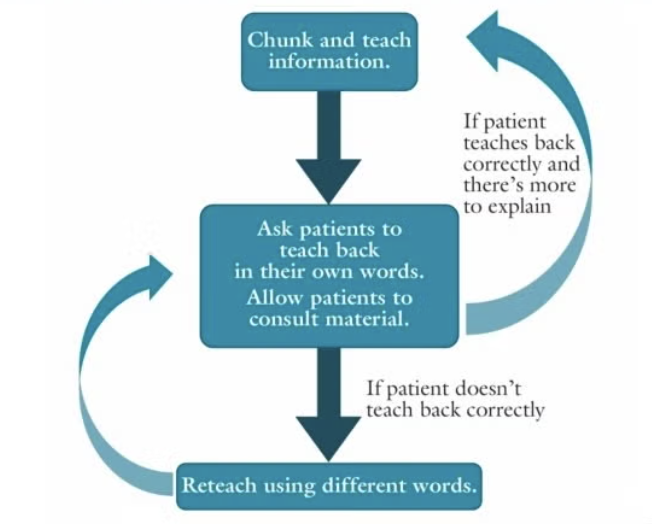 Chunk and teach
information.
If patient
teaches back
correctly and
there's more
to explain
Ask patients to
teach back
in their own words.
Allow patients to
consult material.
If patient doesn't
teach back correctly
Reteach using different words.